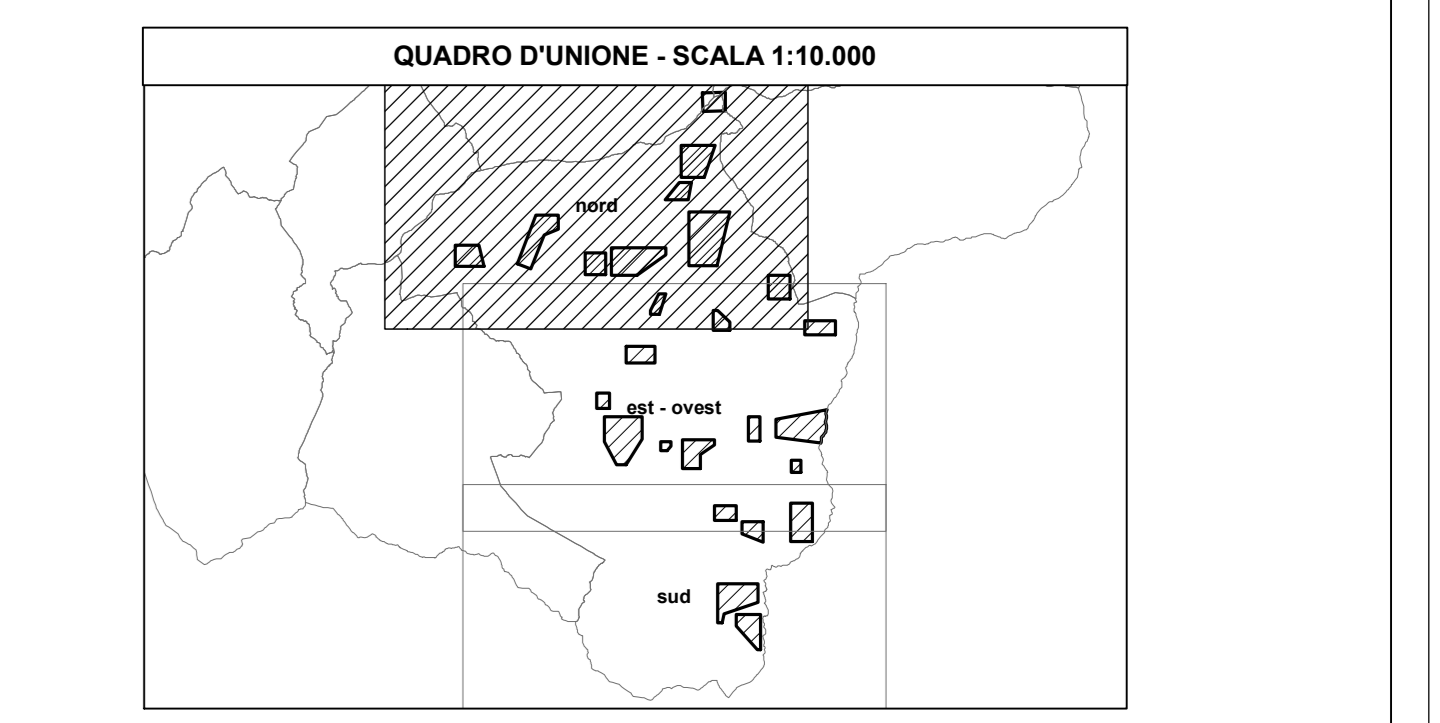 QUADRO D'UNIONE - SCALA 1:10.000
nord
est - ovest
sud